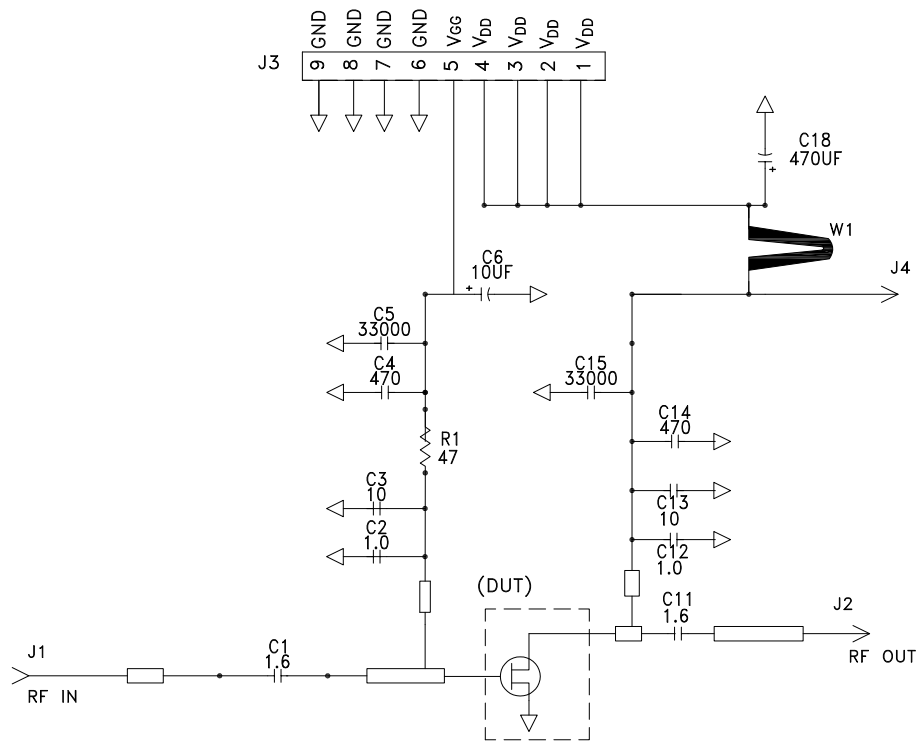 GND
GND
GND
GND
VGG
VDD
VDD
VDD
VDD
J3
9 8 7 6 5 4 3 2 1
C18
470UF
+
W1
J4
C6
10UF
+
C5
33000
C4
470
C15
33000
C14
470
R1
47
C3
10
C13
10
C2
1.0
C12
1.0
(DUT)
C11
1.6
J2
RF OUT
J1
C1
1.6
RF IN